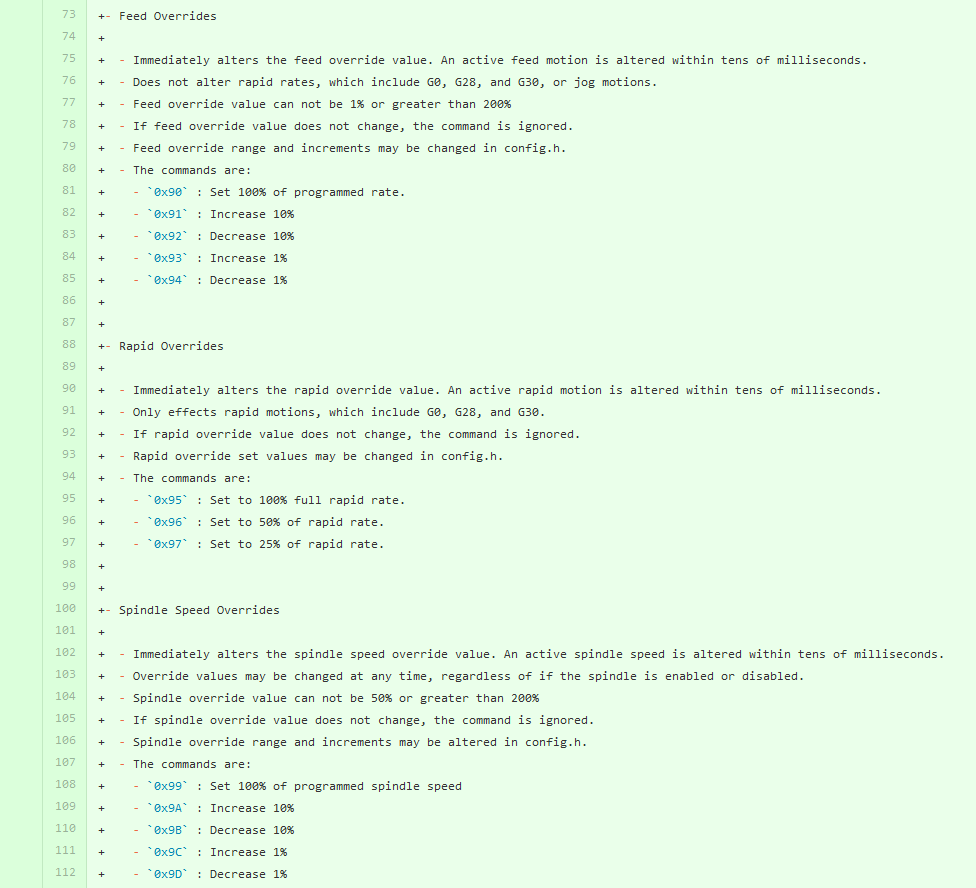 73 +- Feed Overrides
74 +
75 +  - Immediately alters the feed override value. An active feed motion is altered within tens of milliseconds.
76 +  - Does not alter rapid rates, which include G0, G28, and G30, or jog motions.
77 +  - Feed override value can not be 1% or greater than 200%
78 +  - If feed override value does not change, the command is ignored.
79 +  - Feed override range and increments may be changed in config.h.
80 +  - The commands are:
81 +    - `0x90` : Set 100% of programmed rate.
82 +    - `0x91` : Increase 10%
83 +    - `0x92` : Decrease 10%
84 +    - `0x93` : Increase 1%
85 +    - `0x94` : Decrease 1%
86 +
87 +
88 +- Rapid Overrides
89 +
90 +  - Immediately alters the rapid override value. An active rapid motion is altered within tens of milliseconds.
91 +  - Only effects rapid motions, which include G0, G28, and G30.
92 +  - If rapid override value does not change, the command is ignored.
93 +  - Rapid override set values may be changed in config.h.
94 +  - The commands are:
95 +    - `0x95` : Set to 100% full rapid rate.
96 +    - `0x96` : Set to 50% of rapid rate.
97 +    - `0x97` : Set to 25% of rapid rate.
98 +
99 +
100 +- Spindle Speed Overrides
101 +
102 +  - Immediately alters the spindle speed override value. An active spindle speed is altered within tens of milliseconds.
103 +  - Override values may be changed at any time, regardless of if the spindle is enabled or disabled.
104 +  - Spindle override value can not be 50% or greater than 200%
105 +  - If spindle override value does not change, the command is ignored.
106 +  - Spindle override range and increments may be altered in config.h.
107 +  - The commands are:
108 +    - `0x99` : Set 100% of programmed spindle speed
109 +    - `0x9A` : Increase 10%
110 +    - `0x9B` : Decrease 10%
111 +    - `0x9C` : Increase 1%
112 +    - `0x9D` : Decrease 1%